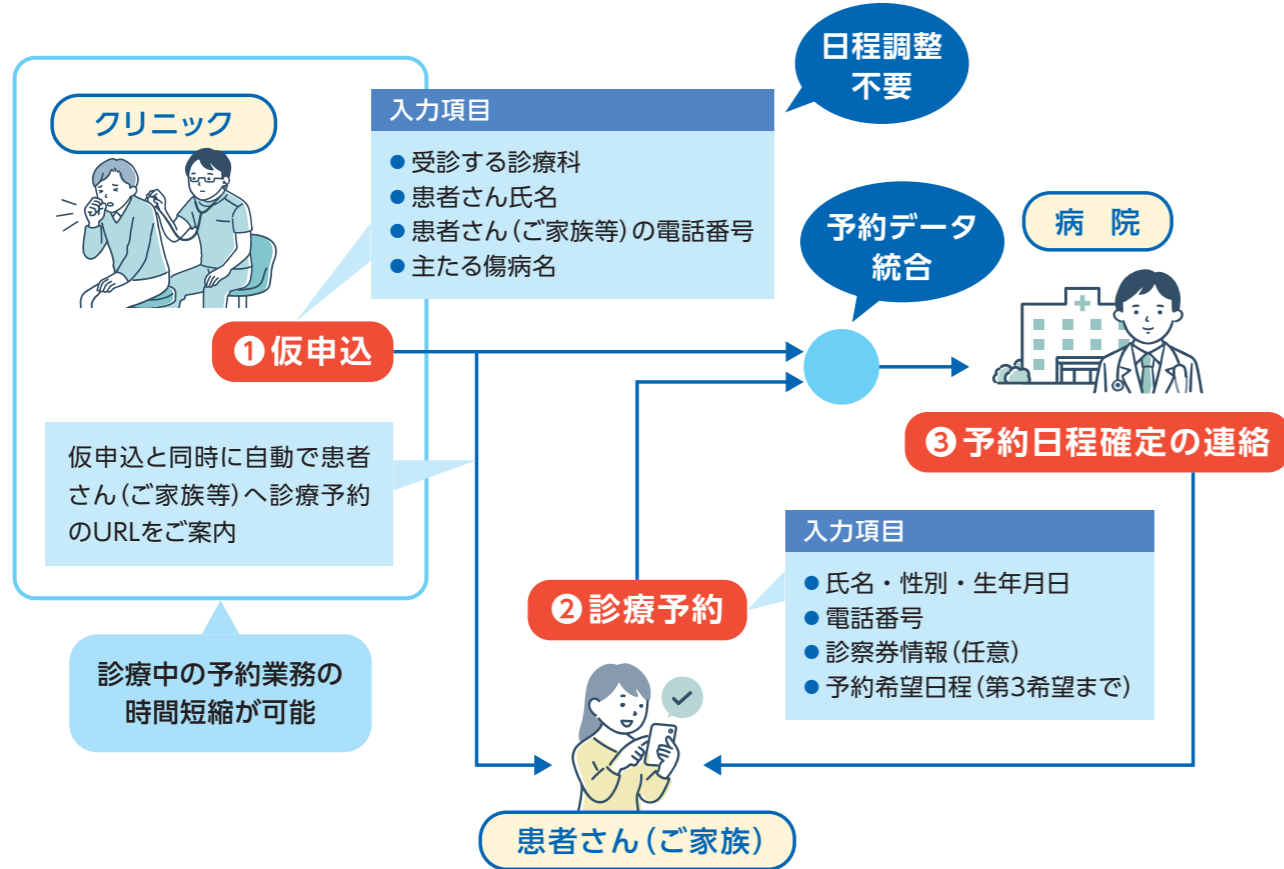 日程調整
不要
クリニック
入力項目
● 受診する診療科
● 患者さん氏名
● 患者さん(ご家族等)の電話番号
● 主たる傷病名
予約データ
統合
病 院
❶仮申込
仮申込と同時に自動で患者
さん(ご家族等)へ診療予約
のURLをご案内
❸予約日程確定の連絡
診療中の予約業務の
時間短縮が可能
❷診療予約
入力項目
● 氏名・性別・生年月日
● 電話番号
● 診察券情報(任意)
● 予約希望日程(第3希望まで)
患者さん(ご家族)